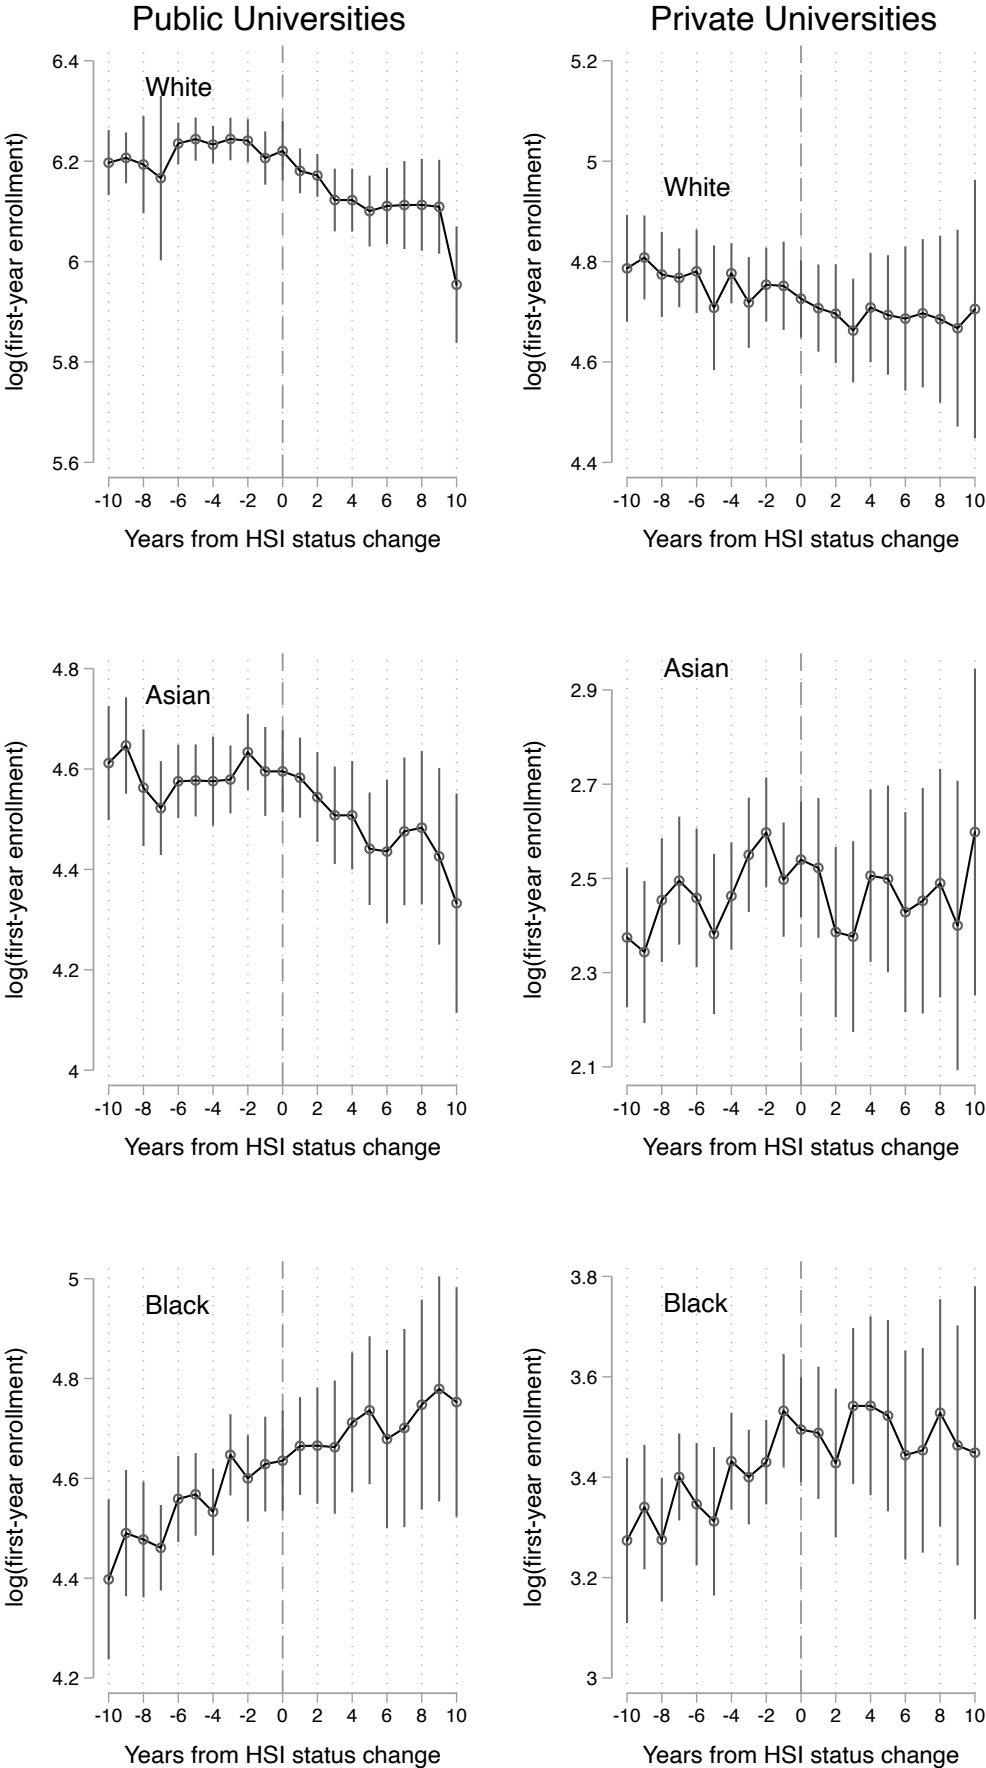 Public Universities
Private Universities
6.4
6.2
6
5.8
5.6
log(first-year enrollment)
White
-10 -8 -6 -4 -2 0 2 4 6 8 10
Years from HSI status change
5.2
5
4.8
4.6
4.4
log(first-year enrollment)
White
-10 -8 -6 -4 -2 0 2 4 6 8 10
Years from HSI status change
4.8
4.6
4.4
4.2
4
log(first-year enrollment)
Asian
-10 -8 -6 -4 -2 0 2 4 6 8 10
Years from HSI status change
2.9
2.7
2.5
2.3
2.1
log(first-year enrollment)
Asian
-10 -8 -6 -4 -2 0 2 4 6 8 10
Years from HSI status change
5
4.8
4.6
4.4
4.2
log(first-year enrollment)
Black
-10 -8 -6 -4 -2 0 2 4 6 8 10
Years from HSI status change
3.8
3.6
3.4
3.2
3
log(first-year enrollment)
Black
-10 -8 -6 -4 -2 0 2 4 6 8 10
Years from HSI status change